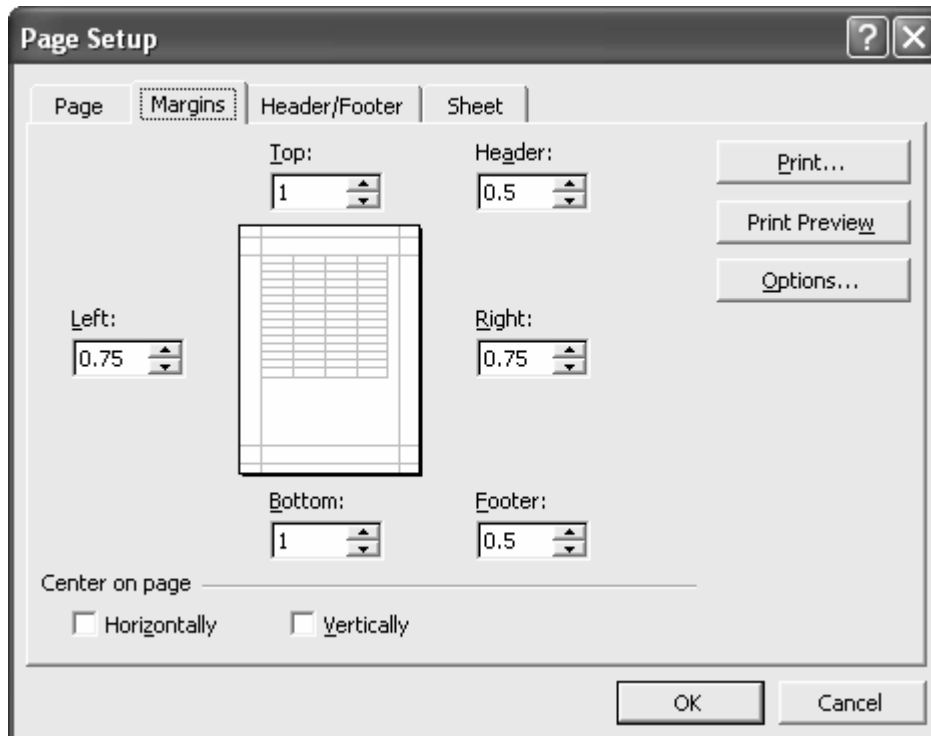 Page Setup
Page Margins Header/Footer Sheet
Top: Header:
1 0.5
Print...
Print Preview
Options...
Left: Right:
0.75 0.75
Bottom: Footer:
1 0.5
Center on page
Horizontally Vertically
OK Cancel